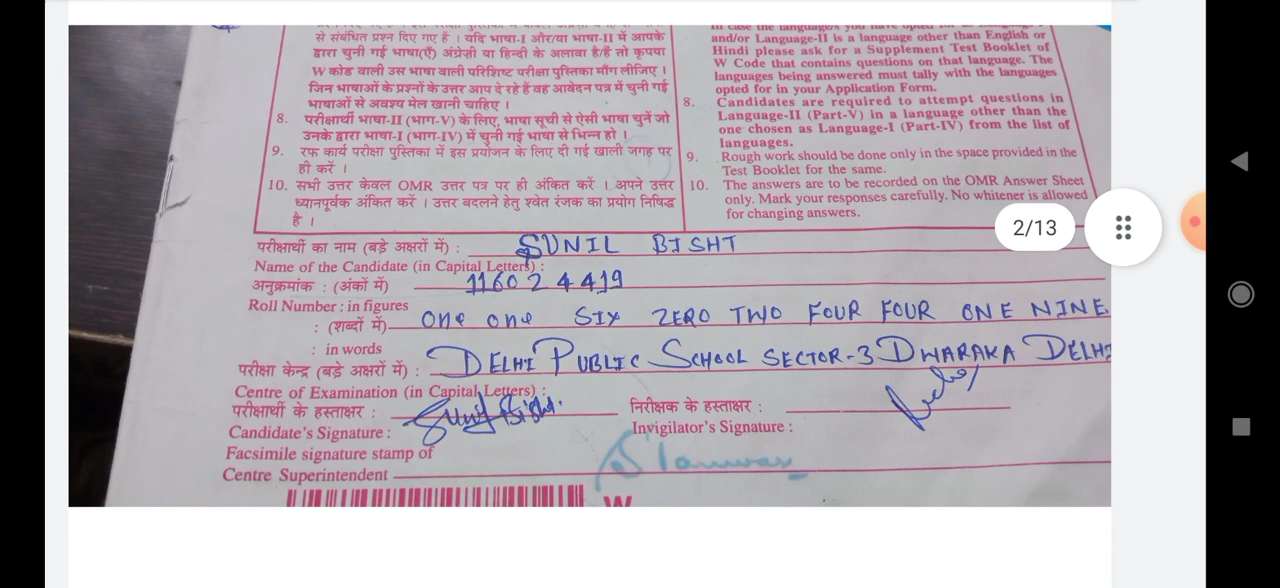 से संबंधित प्रश्न दिए गए हैं । यदि भाषा-I और/या भाषा-II में आपके
द्वारा चुनी गई भाषा(एँ) अंग्रेज़ी या हिन्दी के अलावा है/हैं तो कृपया
W कोड वाली उस भाषा वाली परिशिष्ट परीक्षा पुस्तिका माँग लीजिए ।
जिन भाषाओं के प्रश्नों के उत्तर आप दे रहे हैं वह आवेदन पत्र में चुनी गई
भाषाओं से अवश्य मेल खानी चाहिए ।
8. परीक्षार्थी भाषा-II (भाग-V) के लिए, भाषा सूची से ऐसी भाषा चुनें जो
उनके द्वारा भाषा-I (भाग-IV) में चुनी गई भाषा से भिन्न हो ।
9. रफ कार्य परीक्षा पुस्तिका में इस प्रयोजन के लिए दी गई खाली जगह पर
ही करें ।
10. सभी उत्तर केवल OMR उत्तर पत्र पर ही अंकित करें । अपने उत्तर
ध्यानपूर्वक अंकित करें । उत्तर बदलने हेतु श्वेत रंजक का प्रयोग निषिद्ध
है ।
In case the language/s you have opted for
and/or Language-II is a language other than English or
Hindi please ask for a Supplement Test Booklet of
W Code that contains questions on that language. The
languages being answered must tally with the languages
opted for in your Application Form.
8. Candidates are required to attempt questions in
Language-II (Part-V) in a language other than the
one chosen as Language-I (Part-IV) from the list of
languages.
9. Rough work should be done only in the space provided in the
Test Booklet for the same.
10. The answers are to be recorded on the OMR Answer Sheet
only. Mark your responses carefully. No whitener is allowed
for changing answers.
2/13
परीक्षार्थी का नाम (बड़े अक्षरों में) : SUNIL BISHT
Name of the Candidate (in Capital Letters) :
अनुक्रमांक : (अंकों में) 116024419
Roll Number : in figures
: (शब्दों में) One one SIX ZERO TWO FOUR FOUR ONE NINE.
: in words
परीक्षा केन्द्र (बड़े अक्षरों में) : DELHI PUBLIC SCHOOL SECTOR-3 DWARAKA DELHI
Centre of Examination (in Capital Letters) :
परीक्षार्थी के हस्ताक्षर : Sunil Bisht. निरीक्षक के हस्ताक्षर :
Candidate's Signature : Invigilator's Signature :
Facsimile signature stamp of
Centre Superintendent
W